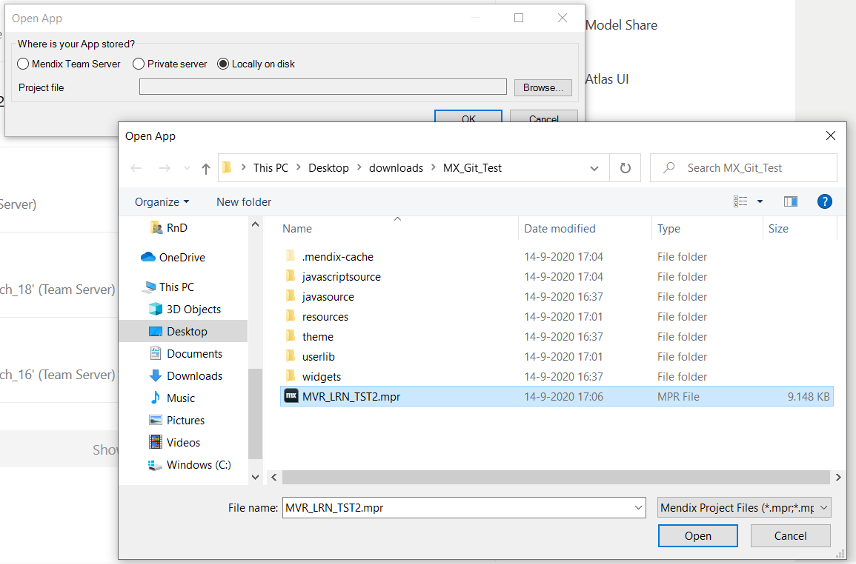 Open App
Model Share
Where is your App stored?
Mendix Team Server Private server Locally on disk
Atlas UI
Project file Browse...
OK Cancel
Open App
This PC > Desktop > downloads > MX_Git_Test Search MX_Git_Test
Organize New folder
Server)
Name Date modified Type Size
RnD
OneDrive
This PC
3D Objects
Desktop
Documents
Downloads
Music
Pictures
Videos
Windows (C:)
.mendix-cache 14-9-2020 17:04 File folder
javascriptsource 14-9-2020 17:04 File folder
javasource 14-9-2020 16:37 File folder
resources 14-9-2020 17:01 File folder
theme 14-9-2020 16:37 File folder
userlib 14-9-2020 17:01 File folder
widgets 14-9-2020 16:37 File folder
mx MVR_LRN_TST2.mpr 14-9-2020 17:06 MPR File 9.148 KB
ch_18' (Team Server)
ch_16' (Team Server)
Show
File name: MVR_LRN_TST2.mpr Mendix Project Files (*.mpr;*.mp
Open Cancel